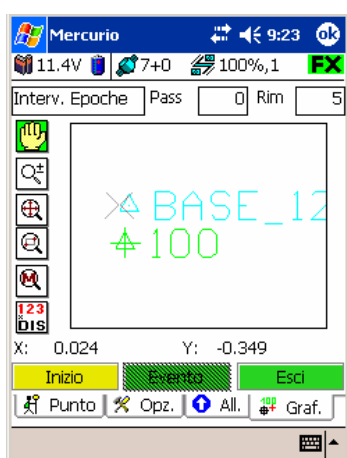 Mercurio 9:23 ok
11.4V 7+0 100%,1 FX
Interv. Epoche Pass 0 Rim 5
BASE_12
100
M
123
DIS
X: 0.024 Y: -0.349
Inizio Evento Esci
Punto Opz. All. Graf.